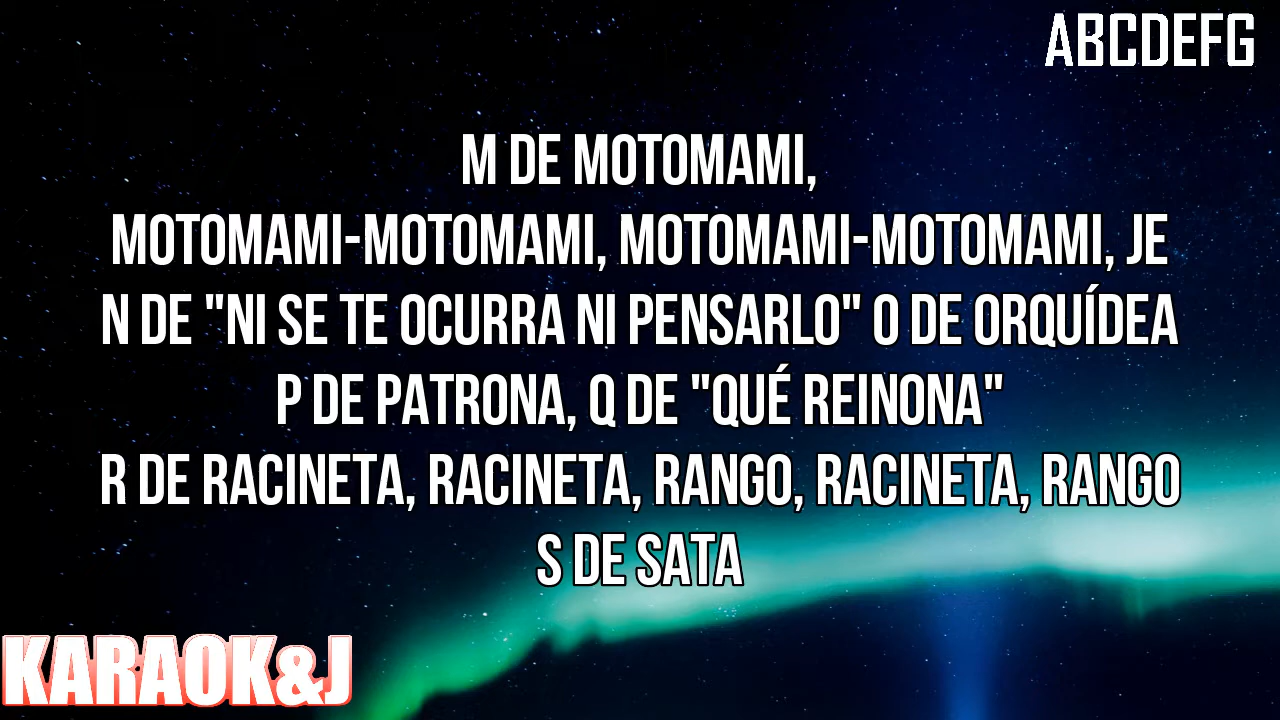 ABCDEFG
M DE MOTOMAMI,
MOTOMAMI-MOTOMAMI, MOTOMAMI-MOTOMAMI, JE
N DE "NI SE TE OCURRA NI PENSARLO" O DE ORQUÍDEA
P DE PATRONA, Q DE "QUÉ REINONA"
R DE RACINETA, RACINETA, RANGO, RACINETA, RANGO
S DE SATA
KARAOK&J